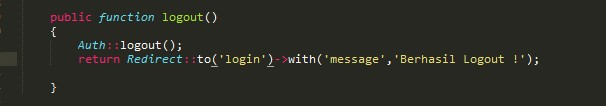 public function logout()
{
Auth::logout();
return Redirect::to('login')->with('message','Berhasil Logout !');
}